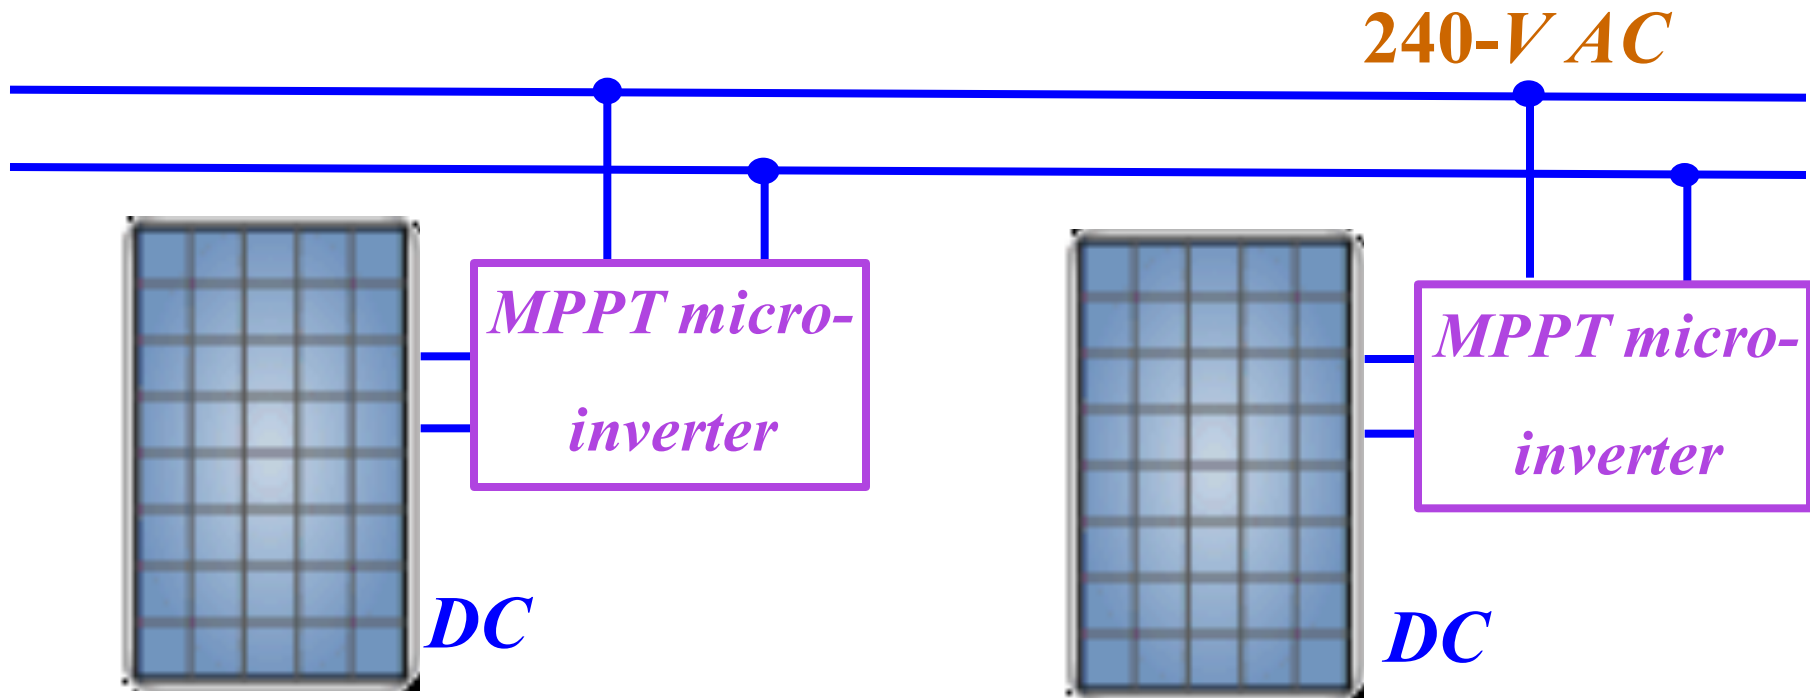 240-V AC
MPPT micro-
inverter
DC
MPPT micro-
inverter
DC